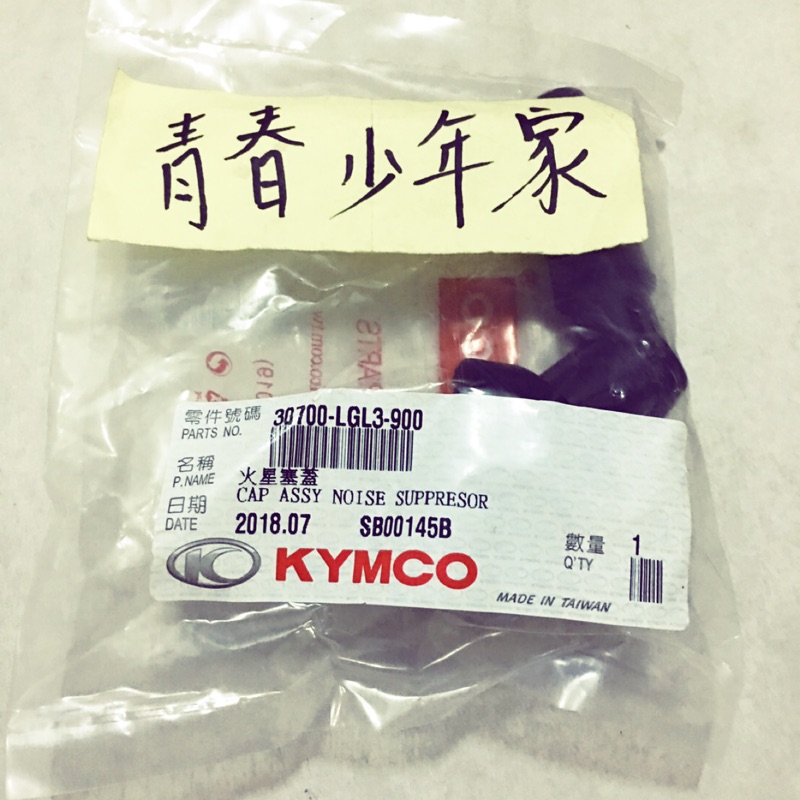 青春少年家
零件號碼 30700-LGL3-900
PARTS NO.
名稱 火星塞蓋
P.NAME CAP ASSY NOISE SUPPRESOR
日期
DATE 2018.07 SB00145B
數量 1
Q'TY
KYMCO
MADE IN TAIWAN